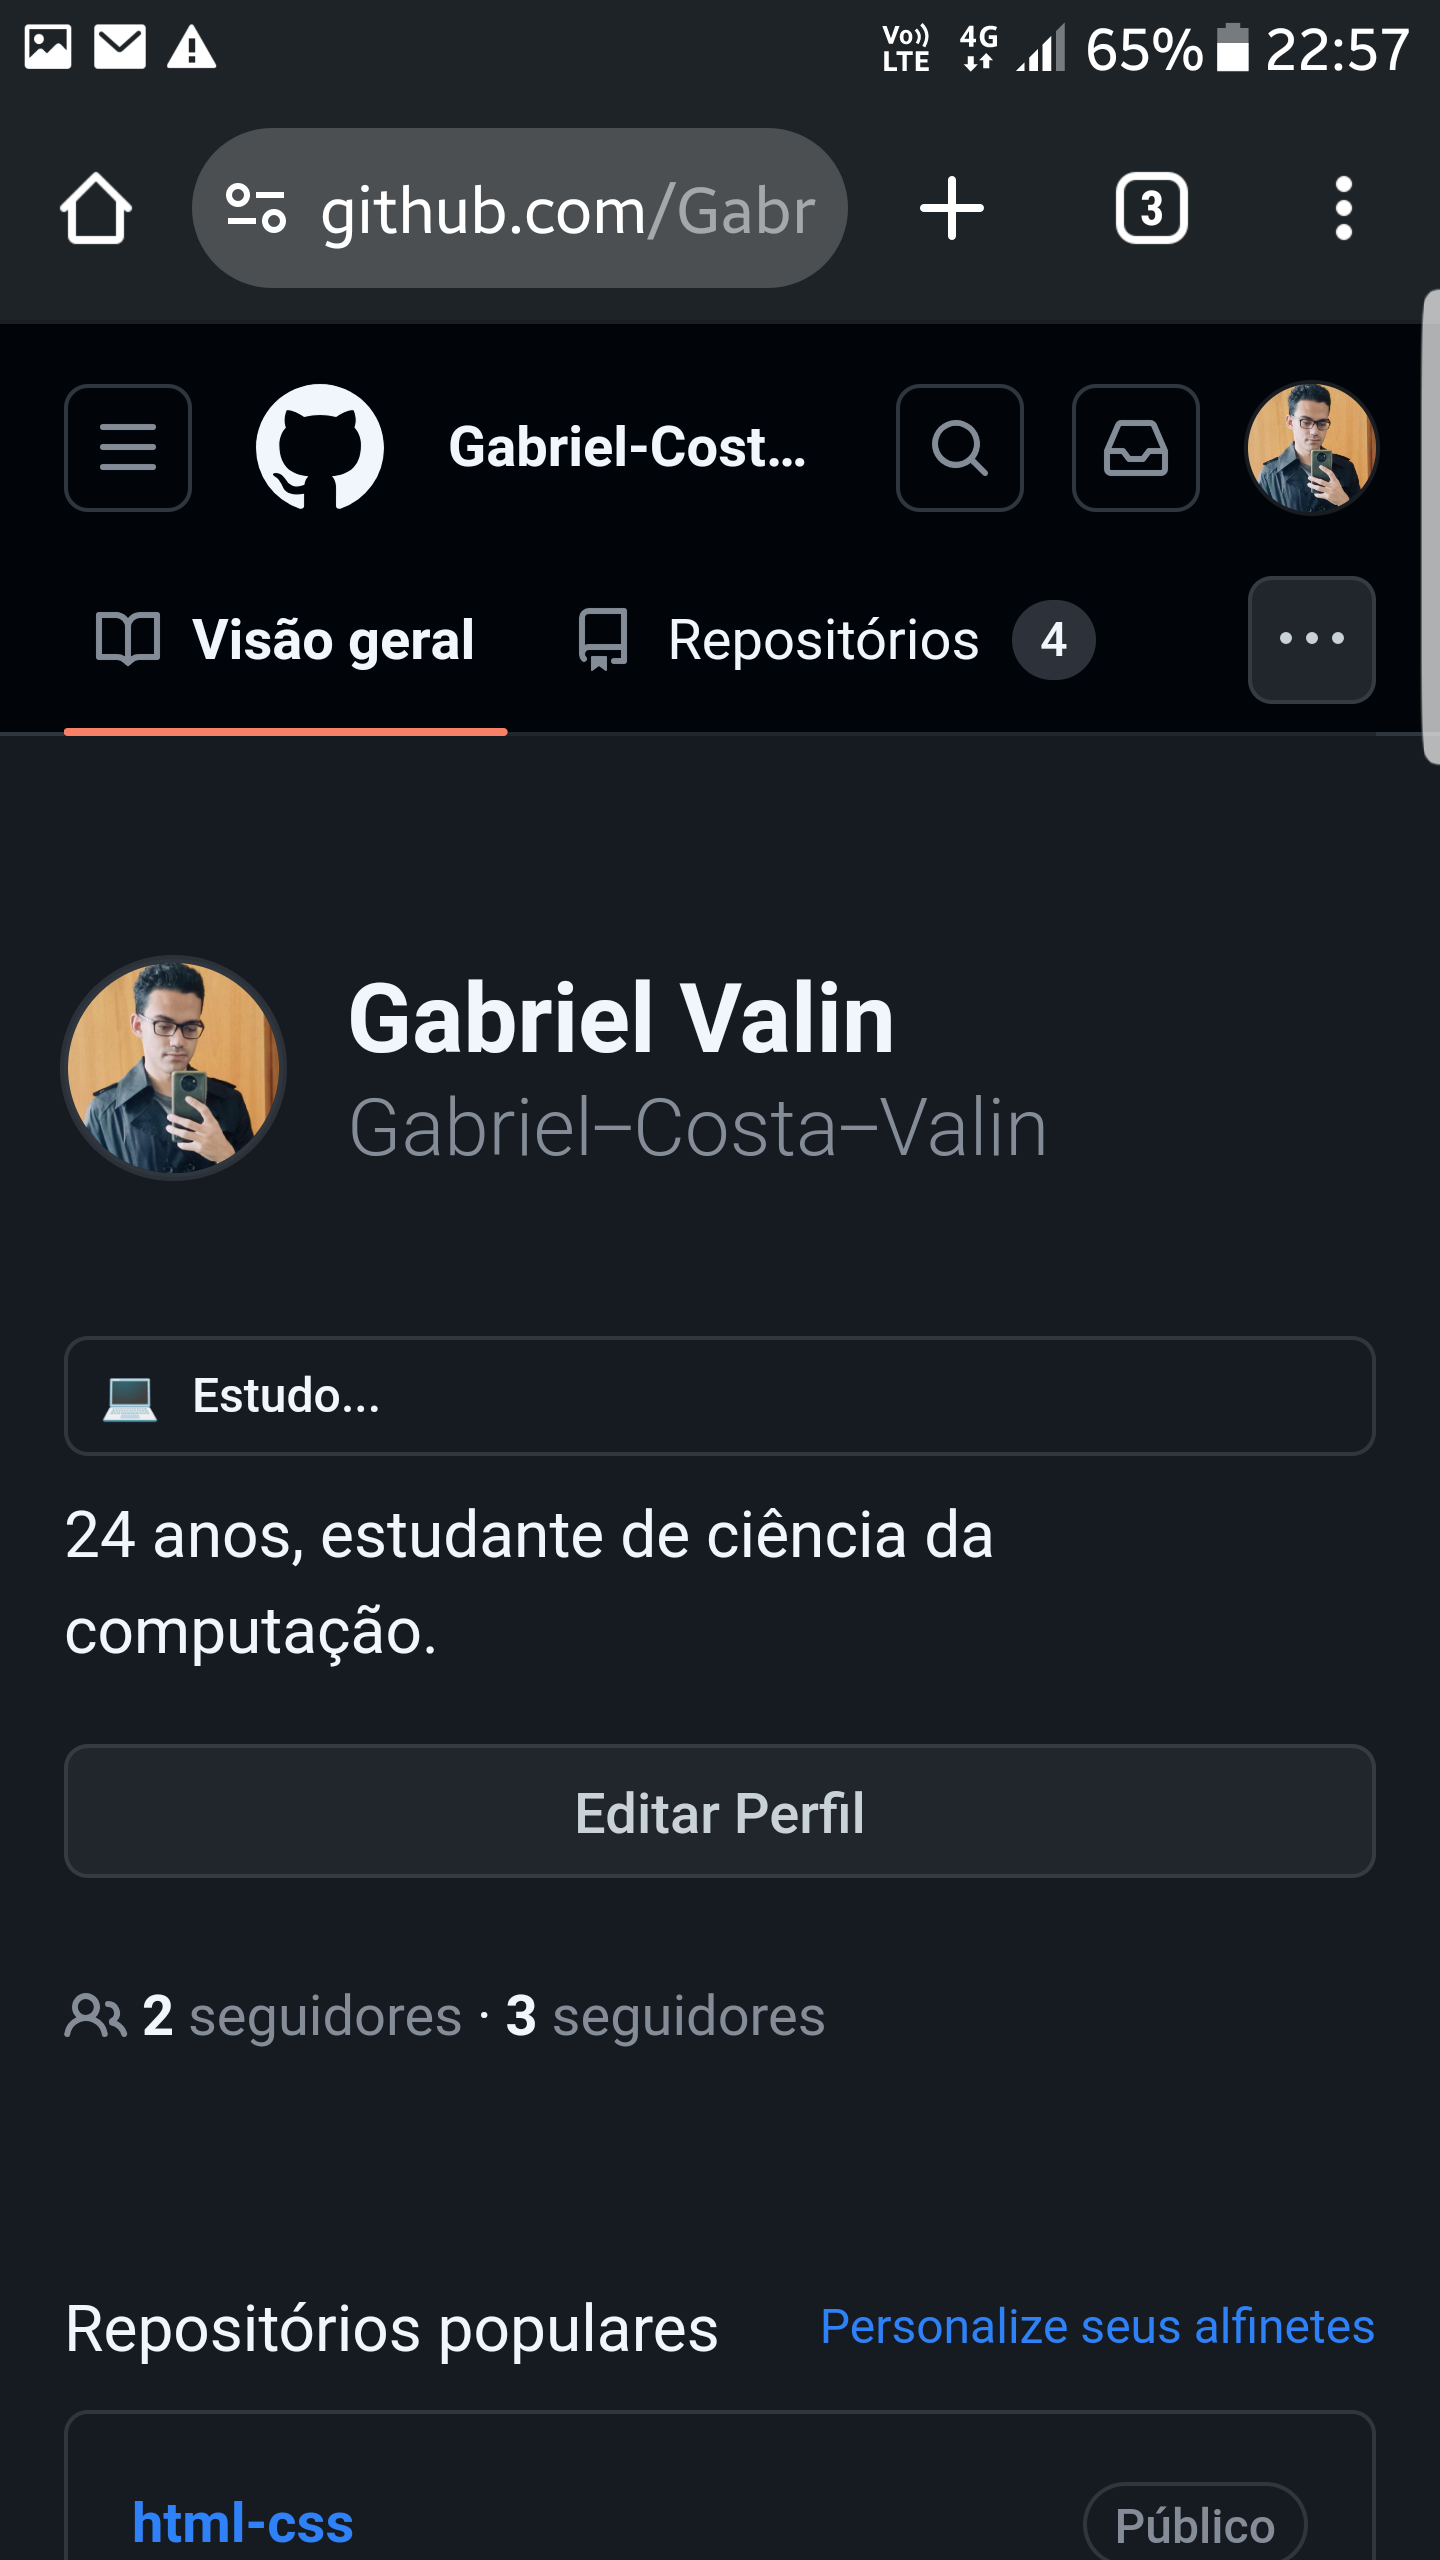 Vo)) LTE 4G 65% 22:57
github.com/Gabr
3
Gabriel-Cost...
Visão geral
Repositórios 4
Gabriel Valin
Gabriel-Costa-Valin
Estudo...
24 anos, estudante de ciência da
computação.
Editar Perfil
2 seguidores · 3 seguidores
Repositórios populares
Personalize seus alfinetes
html-css
Público